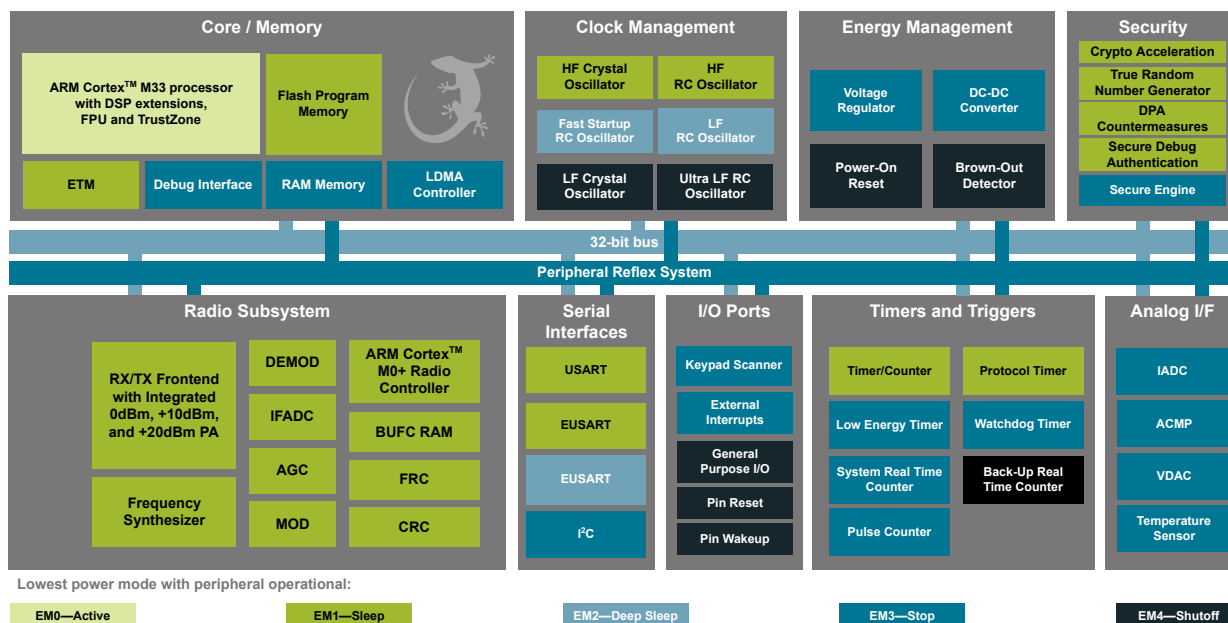 Core / Memory
ARM Cortex™ M33 processor
with DSP extensions,
FPU and TrustZone
Flash Program
Memory
ETM
Debug Interface
RAM Memory
LDMA
Controller
Clock Management
HF Crystal
Oscillator
HF
RC Oscillator
Fast Startup
RC Oscillator
LF
RC Oscillator
LF Crystal
Oscillator
Ultra LF RC
Oscillator
Energy Management
Voltage
Regulator
DC-DC
Converter
Power-On
Reset
Brown-Out
Detector
Security
Crypto Acceleration
True Random
Number Generator
DPA
Countermeasures
Secure Debug
Authentication
Secure Engine
32-bit bus
Peripheral Reflex System
Radio Subsystem
RX/TX Frontend
with Integrated
0dBm, +10dBm,
and +20dBm PA
Frequency
Synthesizer
DEMOD
IFADC
AGC
MOD
ARM Cortex™
M0+ Radio
Controller
BUFC RAM
FRC
CRC
Serial
Interfaces
USART
EUSART
EUSART
I²C
I/O Ports
Keypad Scanner
External
Interrupts
General
Purpose I/O
Pin Reset
Pin Wakeup
Timers and Triggers
Timer/Counter
Protocol Timer
Low Energy Timer
Watchdog Timer
System Real Time
Counter
Back-Up Real
Time Counter
Pulse Counter
Analog I/F
IADC
ACMP
VDAC
Temperature
Sensor
Lowest power mode with peripheral operational:
EM0—Active
EM1—Sleep
EM2—Deep Sleep
EM3—Stop
EM4—Shutoff